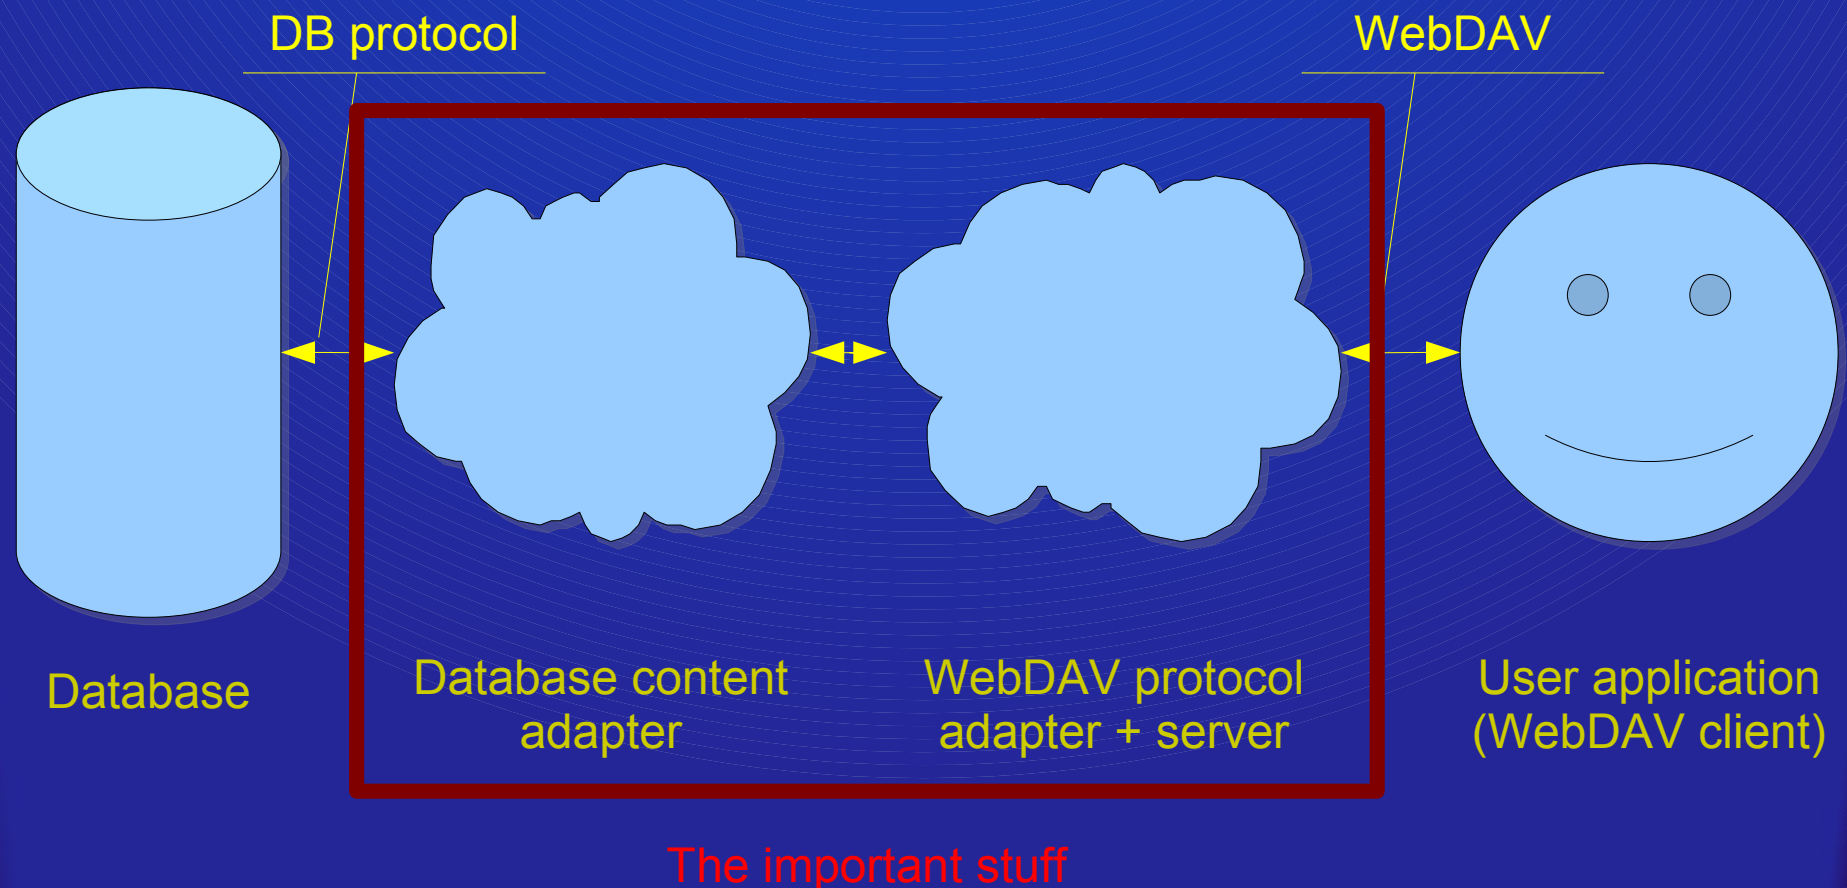 DB protocol
WebDAV
Database
Database content
adapter
WebDAV protocol
adapter + server
User application
(WebDAV client)
The important stuff